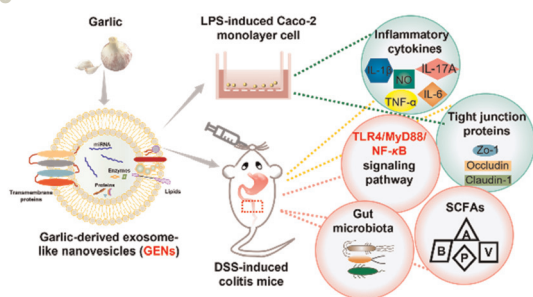 Garlic
miRNA
Enzymes
Proteins
Transmembrane
proteins
Lipids
Garlic-derived exosome-
like nanovesicles (GENs)
LPS-induced Caco-2
monolayer cell
DSS-induced
colitis mice
Inflammatory
cytokines
IL-1β
NO
IL-17A
TNF-α
IL-6
Tight junction
proteins
Zo-1
Occludin
Claudin-1
TLR4/MyD88/
NF-κB
signaling
pathway
Gut
microbiota
SCFAs
A
B
P
V